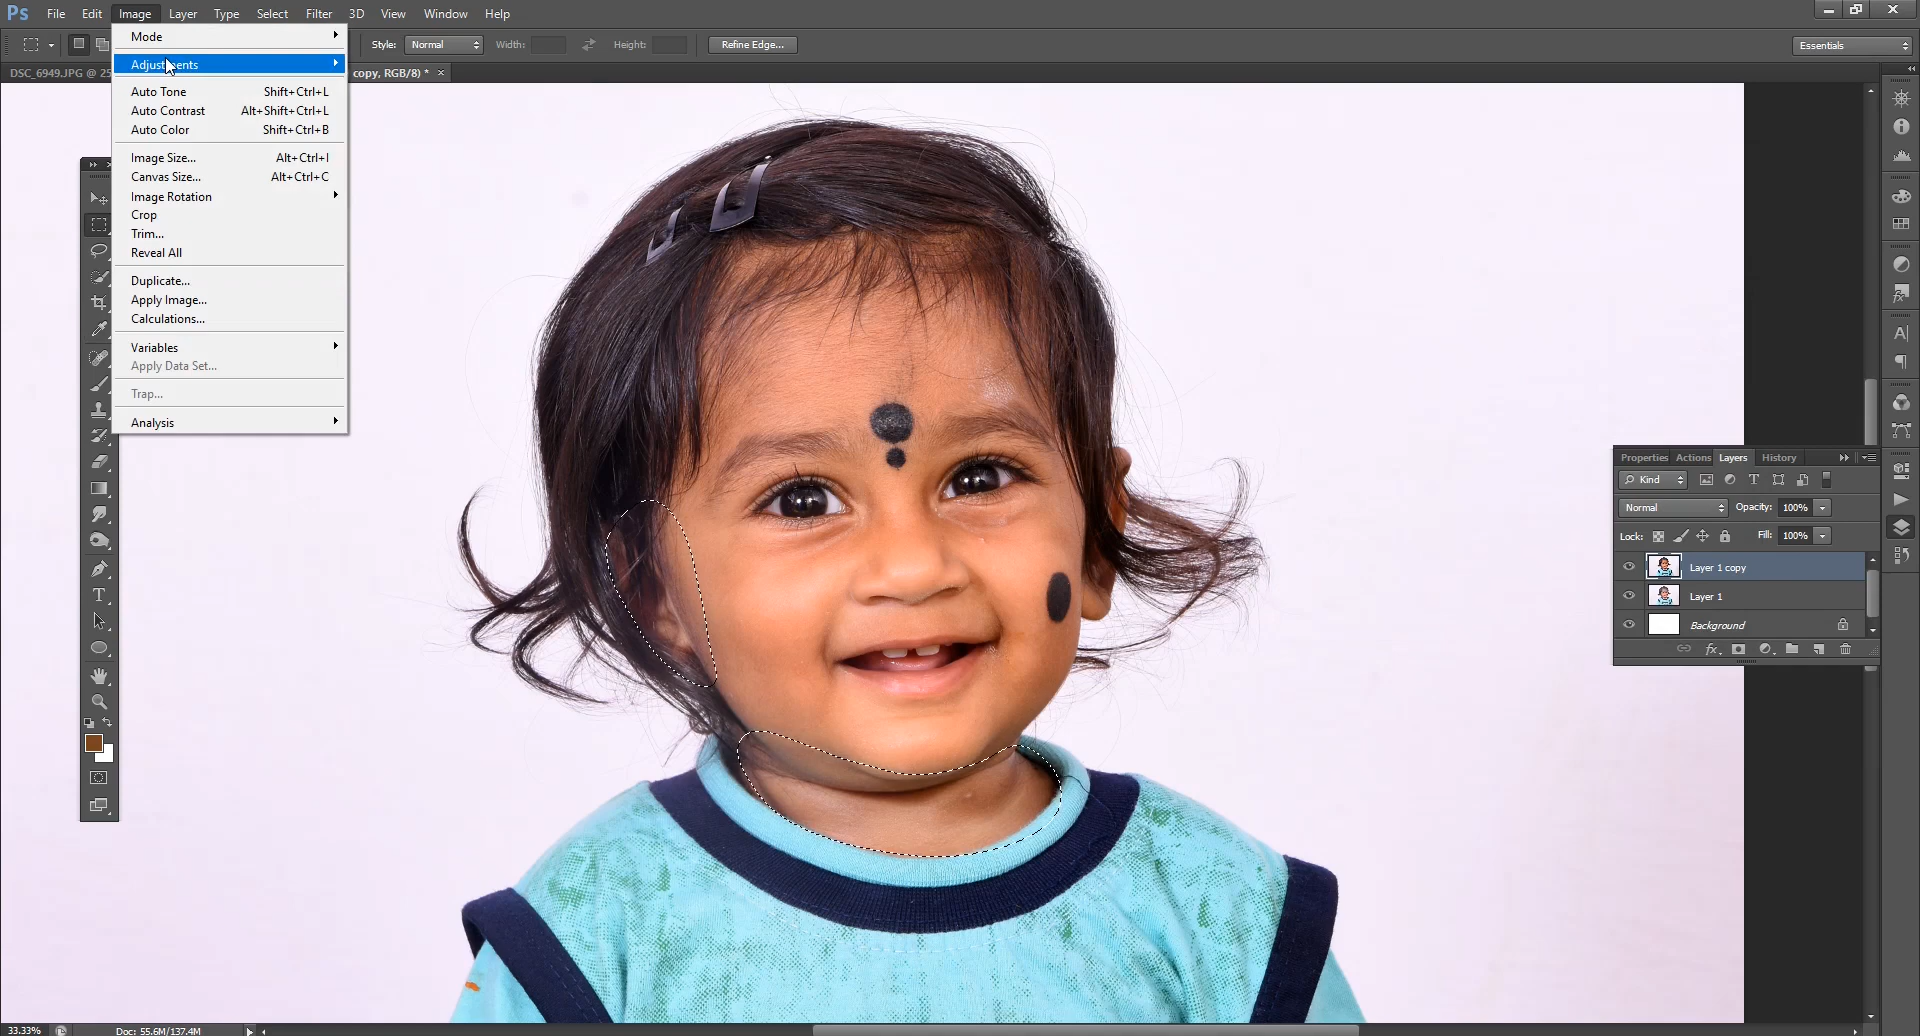 Ps File Edit Image Layer Type Select Filter 3D View Window Help
Style: Normal Width: Height: Refine Edge... Essentials
DSC_6949.JPG @ 25 copy, RGB/8) * ×
Mode
Adjustments
Auto Tone Shift+Ctrl+L
Auto Contrast Alt+Shift+Ctrl+L
Auto Color Shift+Ctrl+B
Image Size... Alt+Ctrl+I
Canvas Size... Alt+Ctrl+C
Image Rotation
Crop
Trim...
Reveal All
Duplicate...
Apply Image...
Calculations...
Variables
Apply Data Set...
Trap...
Analysis
Properties Actions Layers History
Kind
Normal Opacity: 100%
Lock: Fill: 100%
Layer 1 copy
Layer 1
Background
33.33% Doc: 55.6M/137.4M